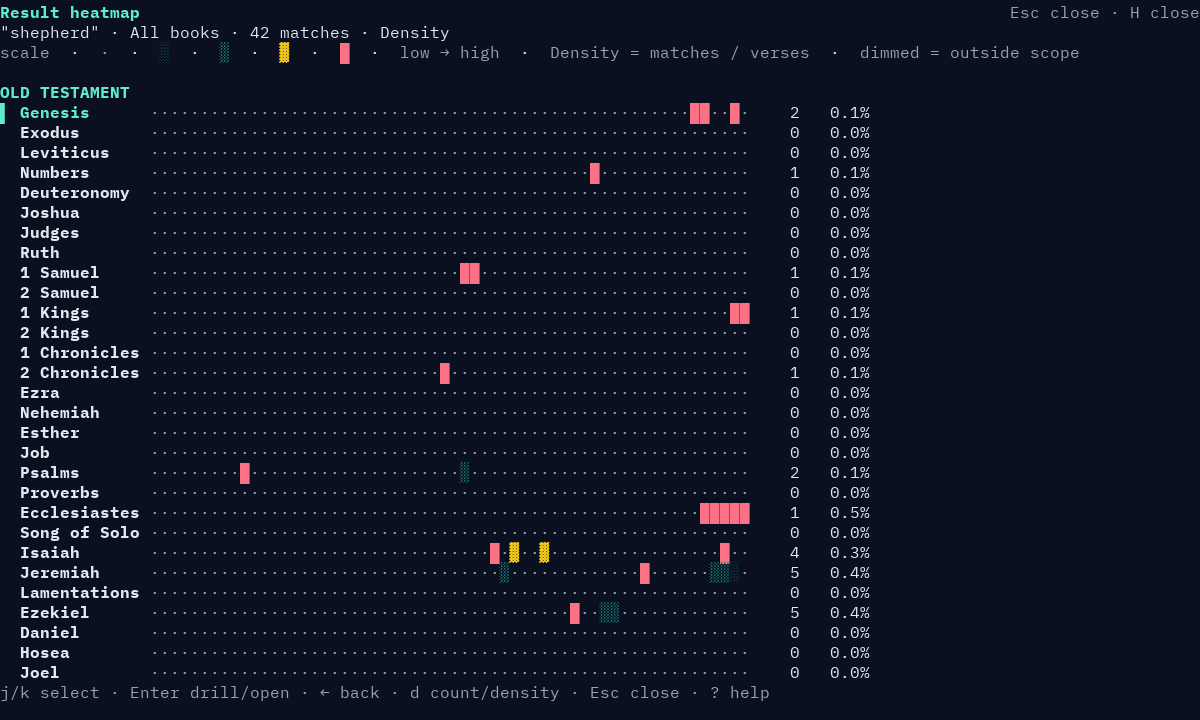 Result heatmap Esc close · H close
"shepherd" · All books · 42 matches · Density
scale · · · ░ · ▒ · ▓ · █ · low → high · Density = matches / verses · dimmed = outside scope
OLD TESTAMENT
Genesis 2 0.1%
Exodus 0 0.0%
Leviticus 0 0.0%
Numbers 1 0.1%
Deuteronomy 0 0.0%
Joshua 0 0.0%
Judges 0 0.0%
Ruth 0 0.0%
1 Samuel 1 0.1%
2 Samuel 0 0.0%
1 Kings 1 0.1%
2 Kings 0 0.0%
1 Chronicles 0 0.0%
2 Chronicles 1 0.1%
Ezra 0 0.0%
Nehemiah 0 0.0%
Esther 0 0.0%
Job 0 0.0%
Psalms 2 0.1%
Proverbs 0 0.0%
Ecclesiastes 1 0.5%
Song of Solo 0 0.0%
Isaiah 4 0.3%
Jeremiah 5 0.4%
Lamentations 0 0.0%
Ezekiel 5 0.4%
Daniel 0 0.0%
Hosea 0 0.0%
Joel 0 0.0%
j/k select · Enter drill/open · ← back · d count/density · Esc close · ? help